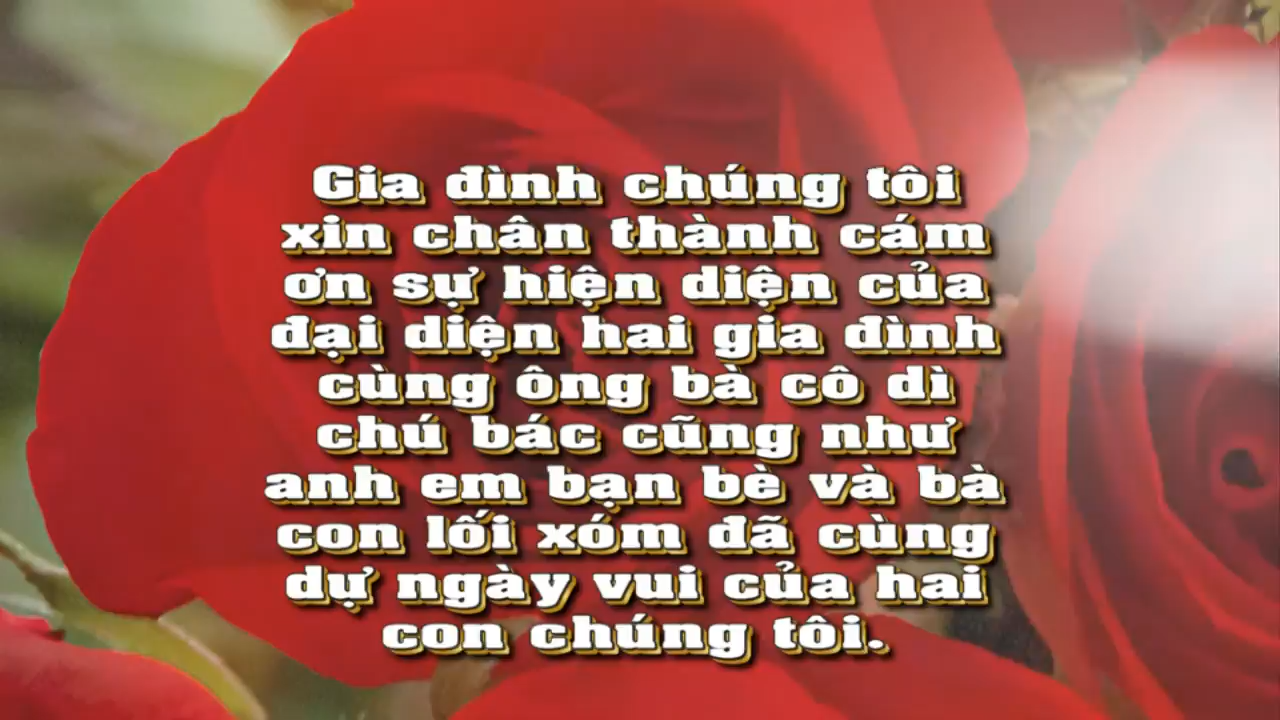 Gia đình chúng tôi
xin chân thành cám
ơn sự hiện diện của
đại diện hai gia đình
cùng ông bà cô dì
chú bác cũng như
anh em bạn bè và bà
con lối xóm đã cùng
dự ngày vui của hai
con chúng tôi.